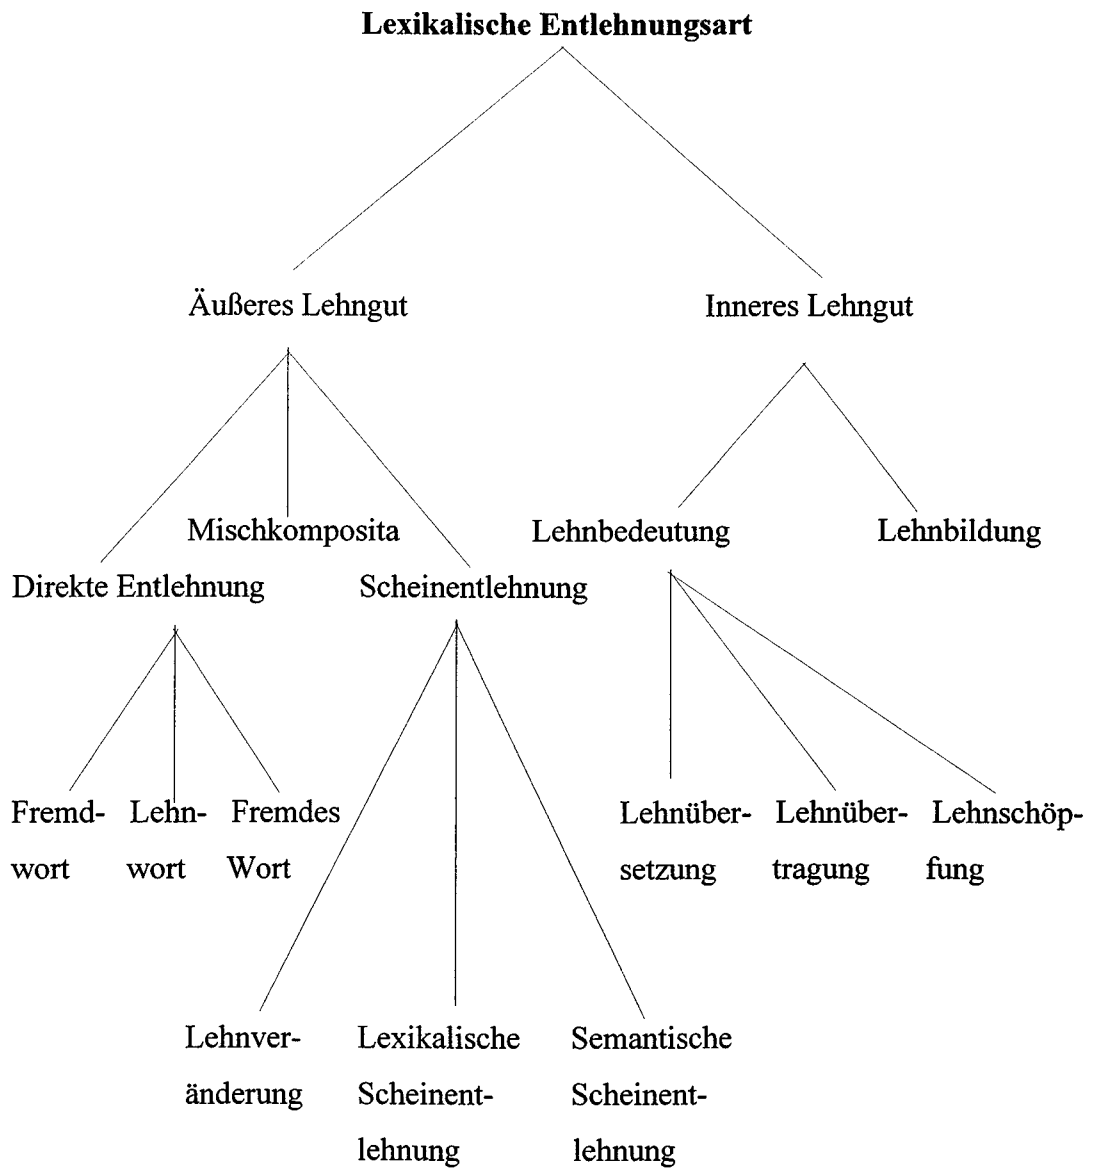 Lexikalische Entlehnungsart
Äußeres Lehngut
Inneres Lehngut
Mischkomposita
Lehnbedeutung
Lehnbildung
Direkte Entlehnung
Scheinentlehnung
Fremd-
wort
Lehn-
wort
Fremdes
Wort
Lehnüber-
setzung
Lehnüber-
tragung
Lehnschöp-
fung
Lehnver-
änderung
Lexikalische
Scheinent-
lehnung
Semantische
Scheinent-
lehnung